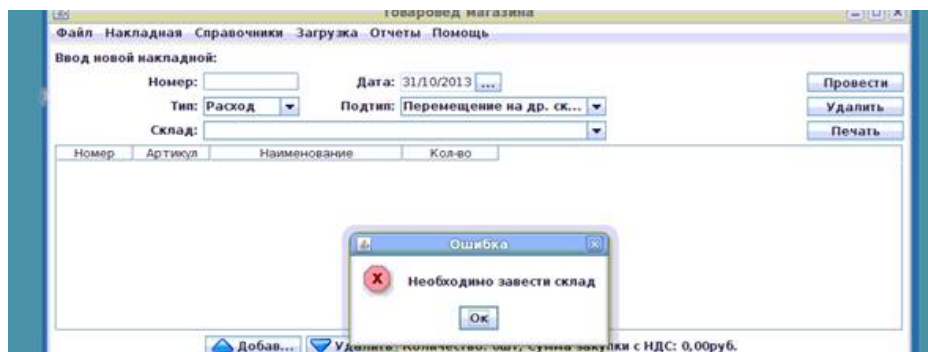 Товаровед магазина
Файл Накладная Справочники Загрузка Отчеты Помощь
Ввод новой накладной:
Номер: Дата: 31/10/2013 ... Провести
Тип: Расход Подтип: Перемещение на др. ск... Удалить
Склад: Печать
Номер Артикул Наименование Кол-во
Ошибка
Необходимо завести склад
Ок
Добав... Удалить Количество: 0шт, Сумма закупки с НДС: 0,00руб.